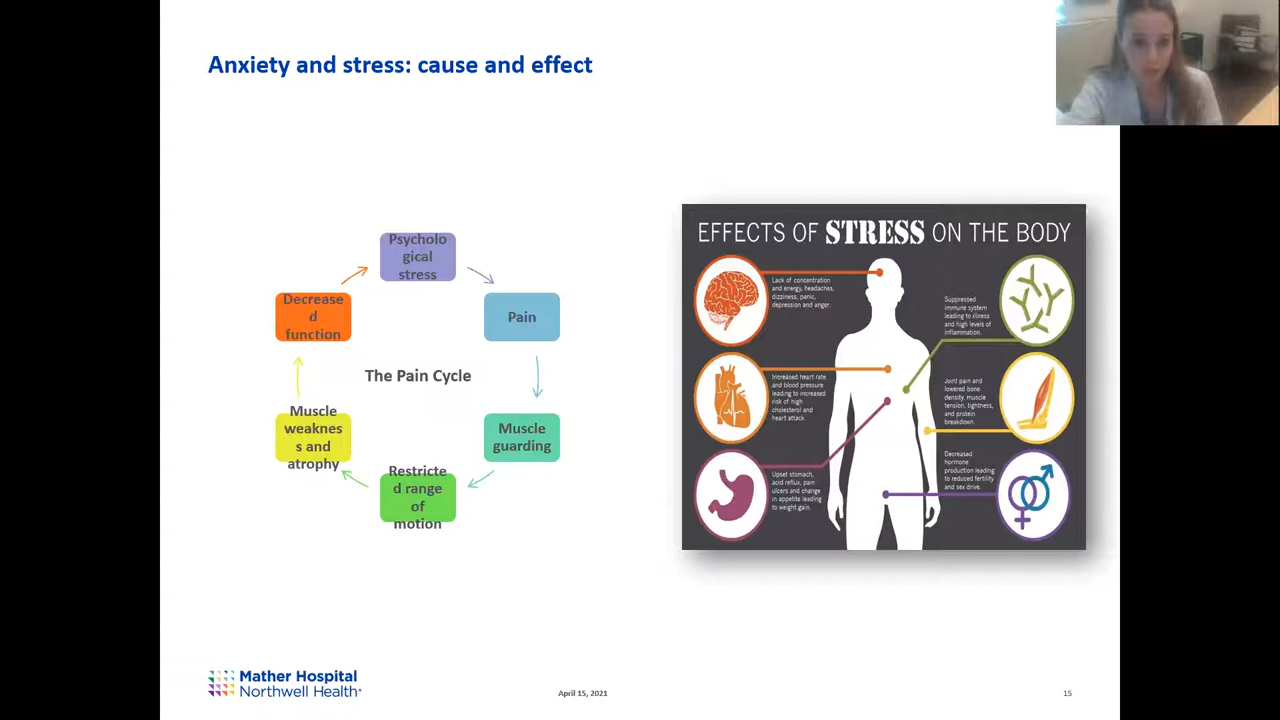 Anxiety and stress: cause and effect
Psycholo
gical
stress
Pain
Muscle
guarding
Restricte
d range
of
motion
Muscle
weaknes
s and
atrophy
Decrease
d
function
The Pain Cycle
EFFECTS OF STRESS ON THE BODY
Lack of concentration
and energy, headaches,
dizziness, panic,
depression and anger.
Increased heart rate
and blood pressure
leading to increased
risk of high
cholesterol and
heart attack.
Upset stomach,
acid reflux, pain
ulcers and change
in appetite leading
to weight gain.
Suppressed
immune system
leading to illness
and high levels of
inflammation.
Joint pain and
lowered bone
density, muscle
tension, tightness,
and protein
breakdown.
Decreased
hormone
production leading
to reduced fertility
and sex drive.
Mather Hospital
Northwell Health®
April 15, 2021
15